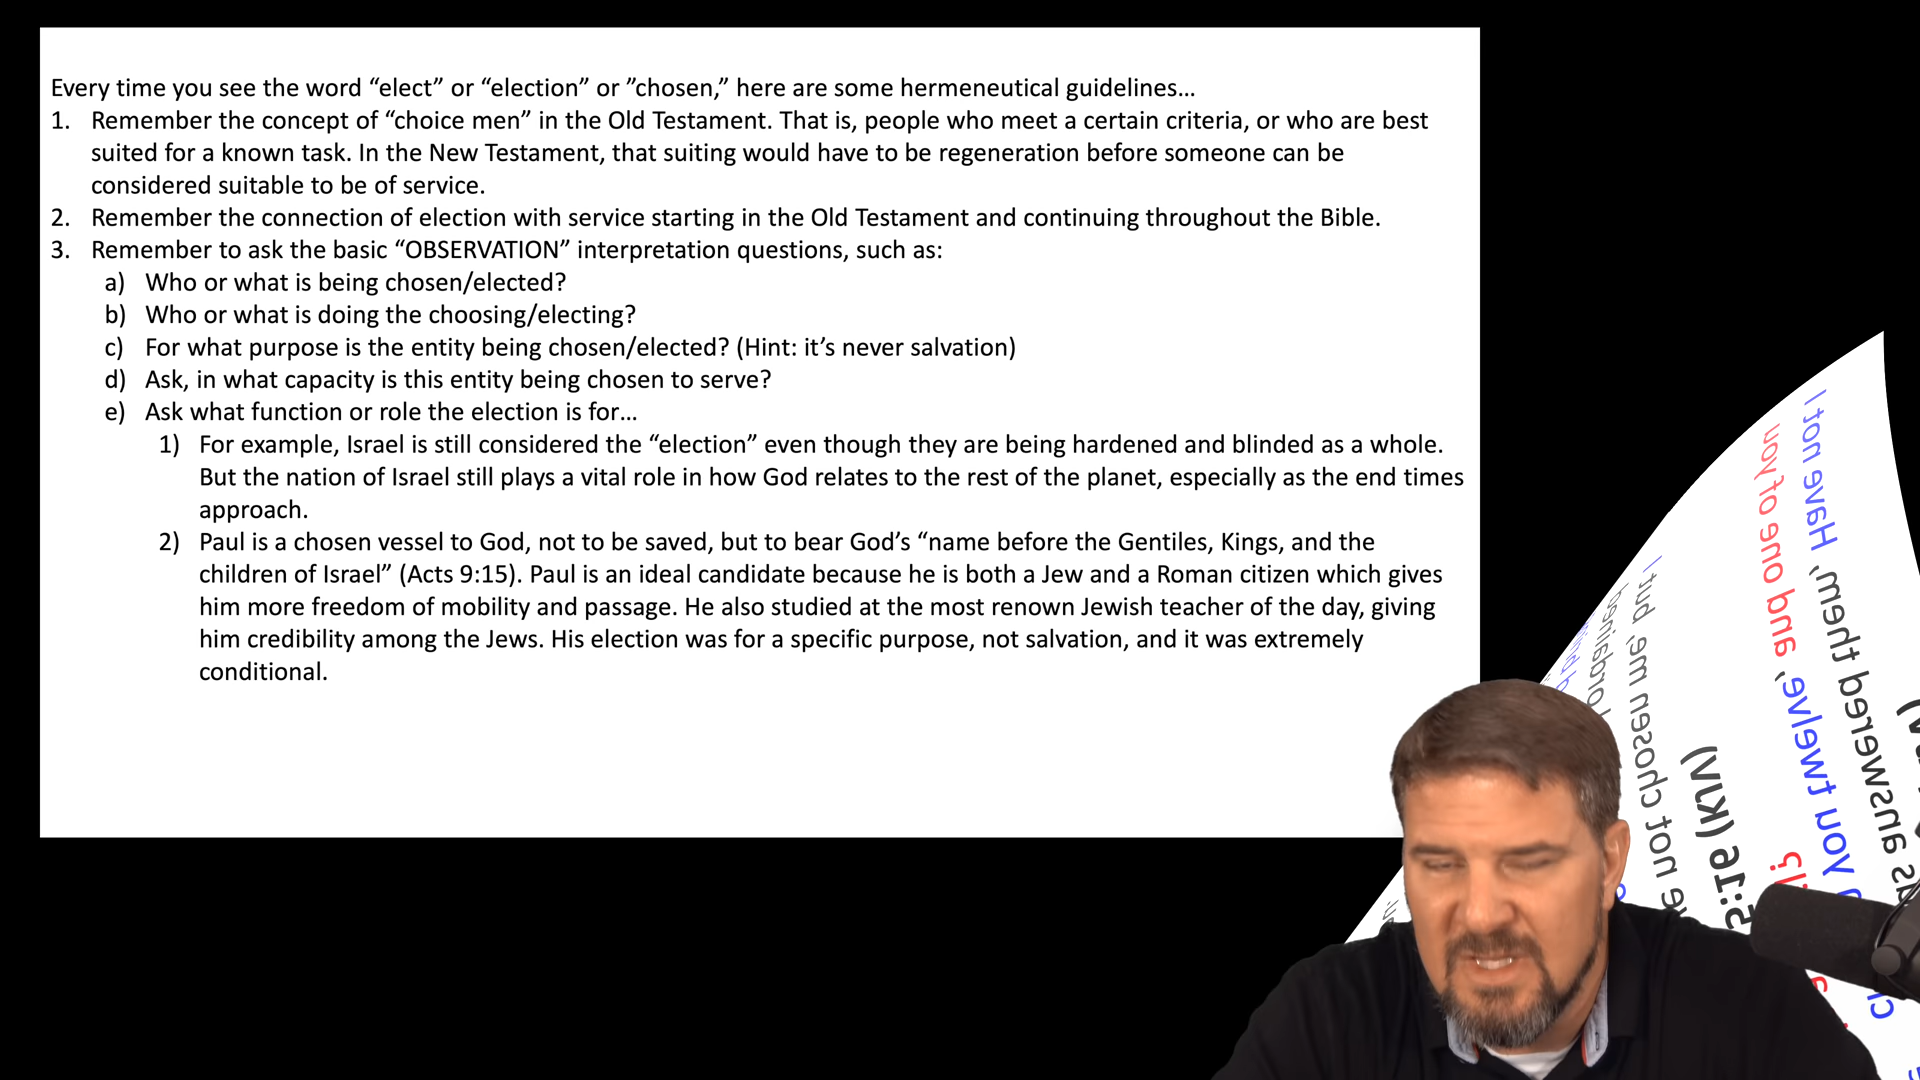 Every time you see the word “elect” or “election” or ”chosen,” here are some hermeneutical guidelines…
1. Remember the concept of “choice men” in the Old Testament. That is, people who meet a certain criteria, or who are best
suited for a known task. In the New Testament, that suiting would have to be regeneration before someone can be
considered suitable to be of service.
2. Remember the connection of election with service starting in the Old Testament and continuing throughout the Bible.
3. Remember to ask the basic “OBSERVATION” interpretation questions, such as:
a) Who or what is being chosen/elected?
b) Who or what is doing the choosing/electing?
c) For what purpose is the entity being chosen/elected? (Hint: it’s never salvation)
d) Ask, in what capacity is this entity being chosen to serve?
e) Ask what function or role the election is for…
1) For example, Israel is still considered the “election” even though they are being hardened and blinded as a whole.
But the nation of Israel still plays a vital role in how God relates to the rest of the planet, especially as the end times
approach.
2) Paul is a chosen vessel to God, not to be saved, but to bear God’s “name before the Gentiles, Kings, and the
children of Israel” (Acts 9:15). Paul is an ideal candidate because he is both a Jew and a Roman citizen which gives
him more freedom of mobility and passage. He also studied at the most renown Jewish teacher of the day, giving
him credibility among the Jews. His election was for a specific purpose, not salvation, and it was extremely
conditional.
but I
not chosen me,
5:16 (KJV)
you twelve, and one of you
answered them, Have not I